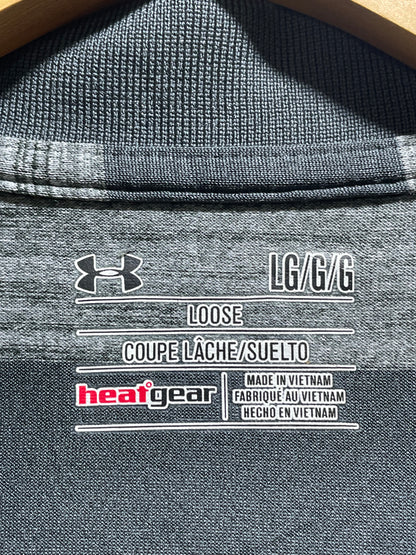 LG/G/G
LOOSE
COUPE LÂCHE/SUELTO
heatgear
MADE IN VIETNAM
FABRIQUÉ AU VIETNAM
HECHO EN VIETNAM